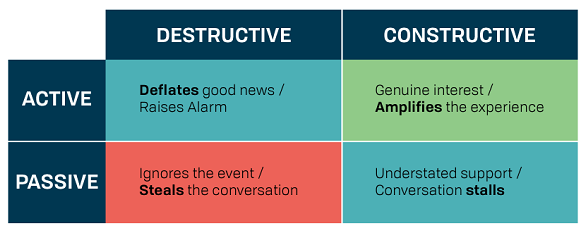 DESTRUCTIVE
CONSTRUCTIVE
ACTIVE
Deflates good news /
Raises Alarm
Genuine interest /
Amplifies the experience
PASSIVE
Ignores the event /
Steals the conversation
Understated support /
Conversation stalls